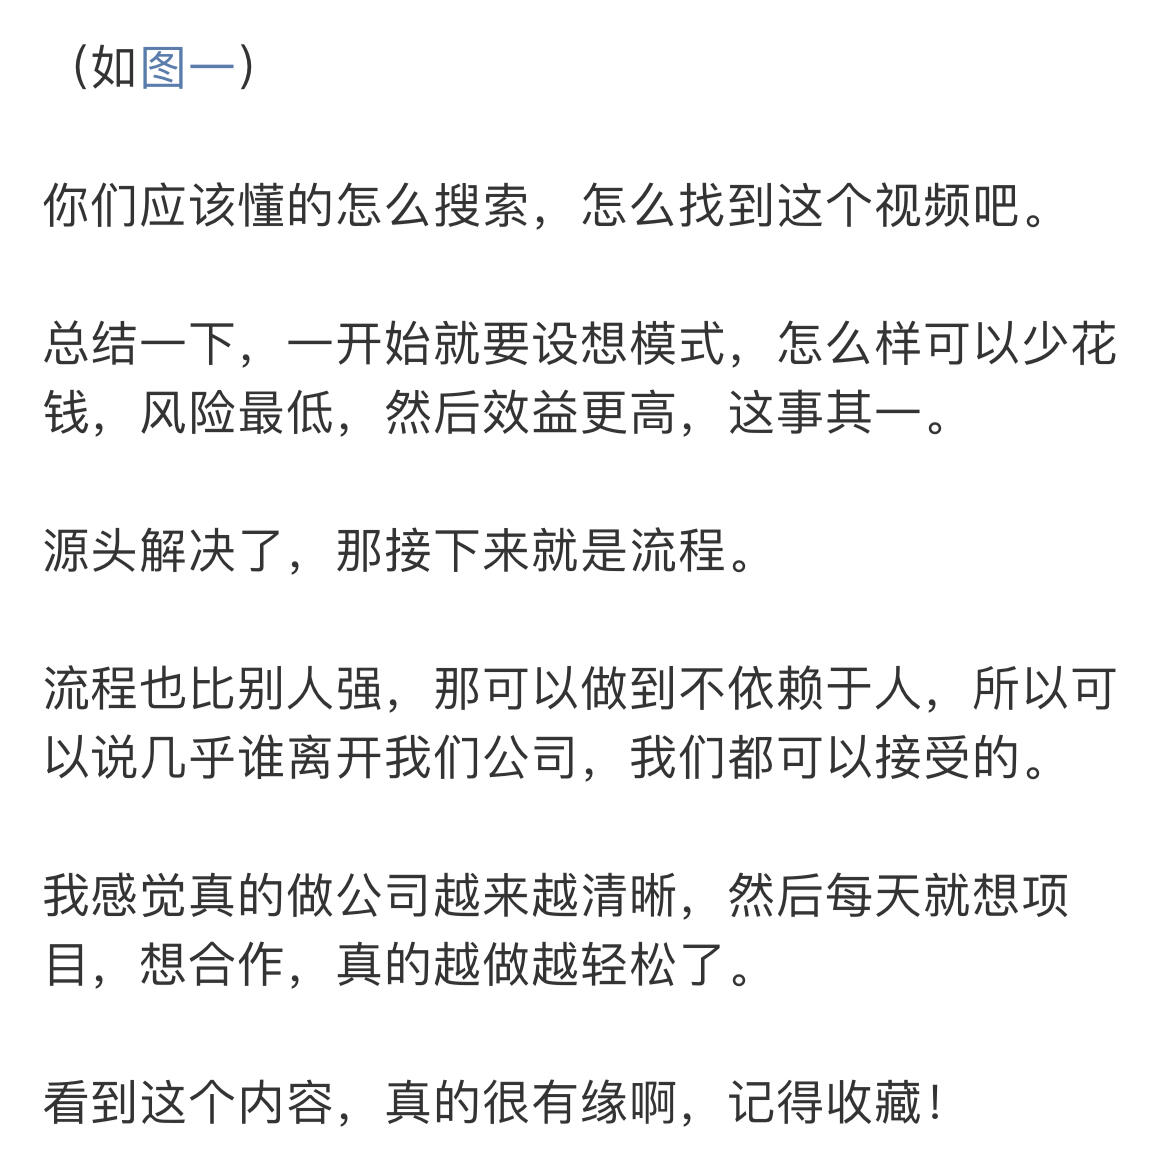 （如图一）
你们应该懂的怎么搜索，怎么找到这个视频吧。
总结一下，一开始就要设想模式，怎么样可以少花
钱，风险最低，然后效益更高，这事其一。
源头解决了，那接下来就是流程。
流程也比别人强，那可以做到不依赖于人，所以可
以说几乎谁离开我们公司，我们都可以接受的。
我感觉真的做公司越来越清晰，然后每天就想项
目，想合作，真的越做越轻松了。
看到这个内容，真的很有缘啊，记得收藏！